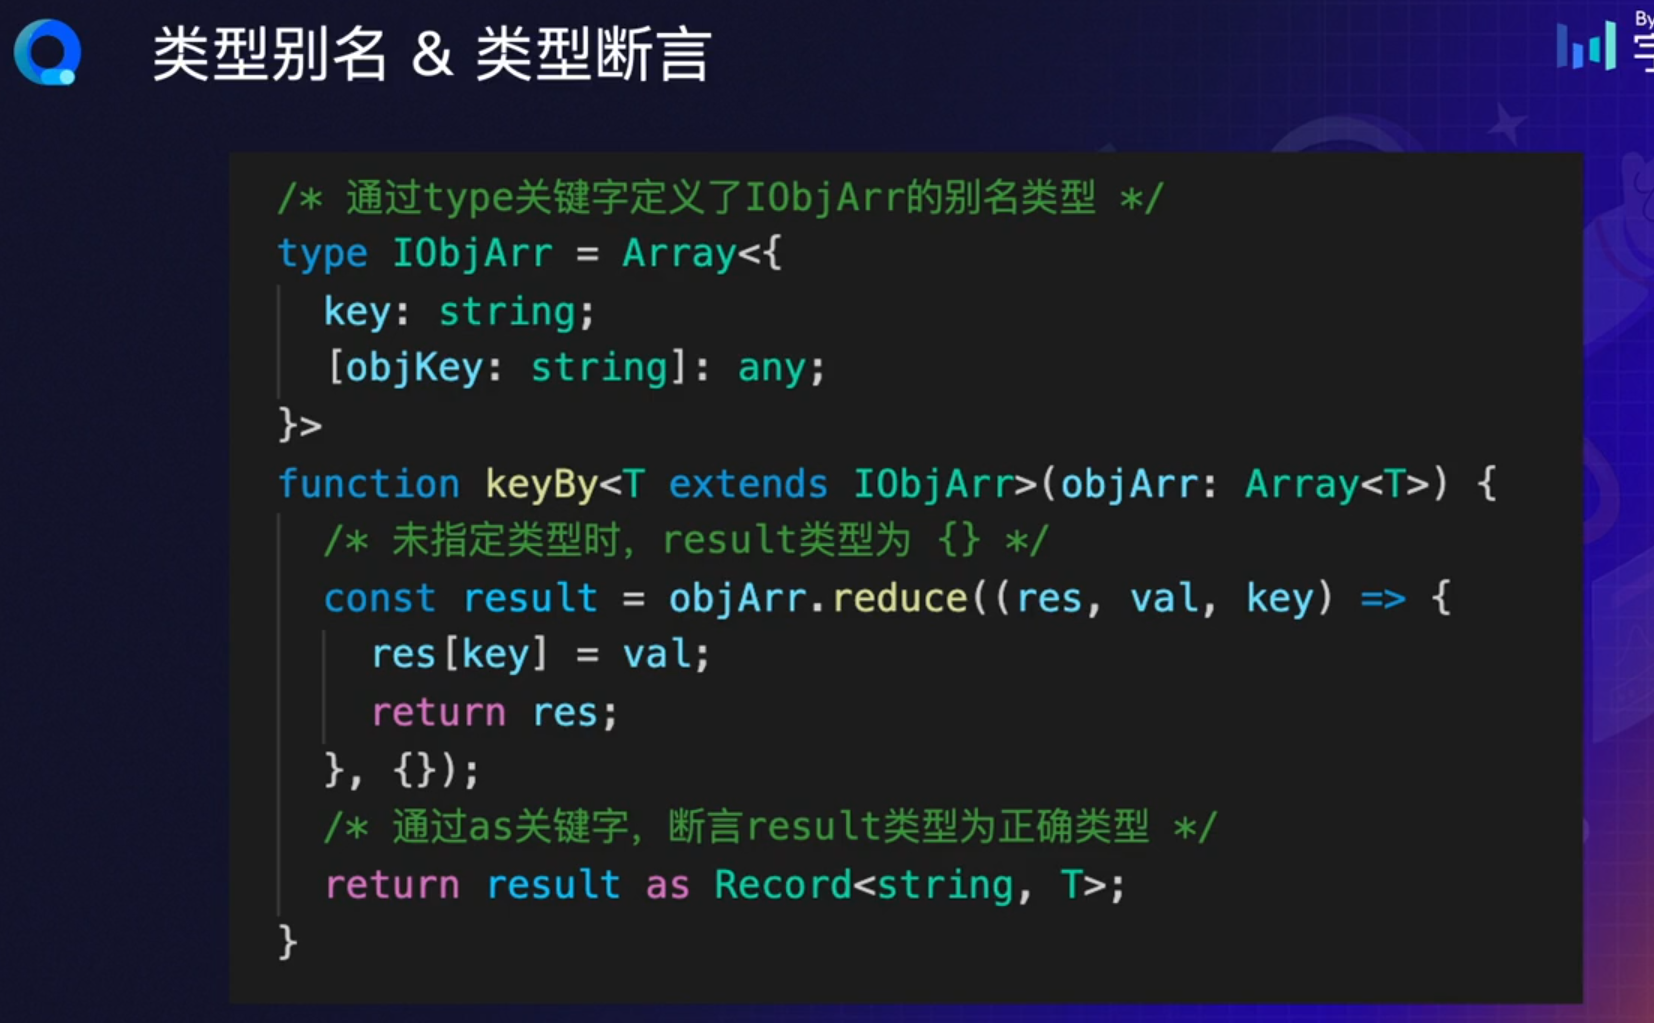 类型别名 & 类型断言
By
/* 通过type关键字定义了IObjArr的别名类型 */
type IObjArr = Array<{
key: string;
[objKey: string]: any;
}>
function keyBy<T extends IObjArr>(objArr: Array<T>) {
/* 未指定类型时，result类型为 {} */
const result = objArr.reduce((res, val, key) => {
res[key] = val;
return res;
}, {});
/* 通过as关键字，断言result类型为正确类型 */
return result as Record<string, T>;
}